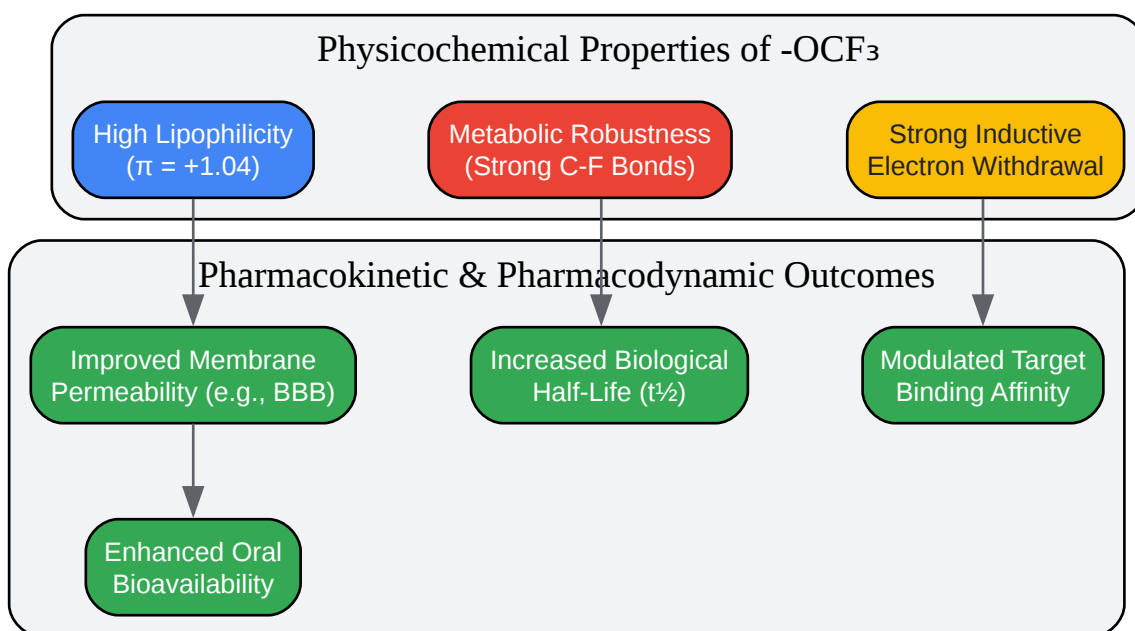 Physicochemical Properties of -OCF₃
High Lipophilicity
(π = +1.04)
Metabolic Robustness
(Strong C-F Bonds)
Strong Inductive
Electron Withdrawal
Pharmacokinetic & Pharmacodynamic Outcomes
Improved Membrane
Permeability (e.g., BBB)
Increased Biological
Half-Life (t½)
Modulated Target
Binding Affinity
Enhanced Oral
Bioavailability